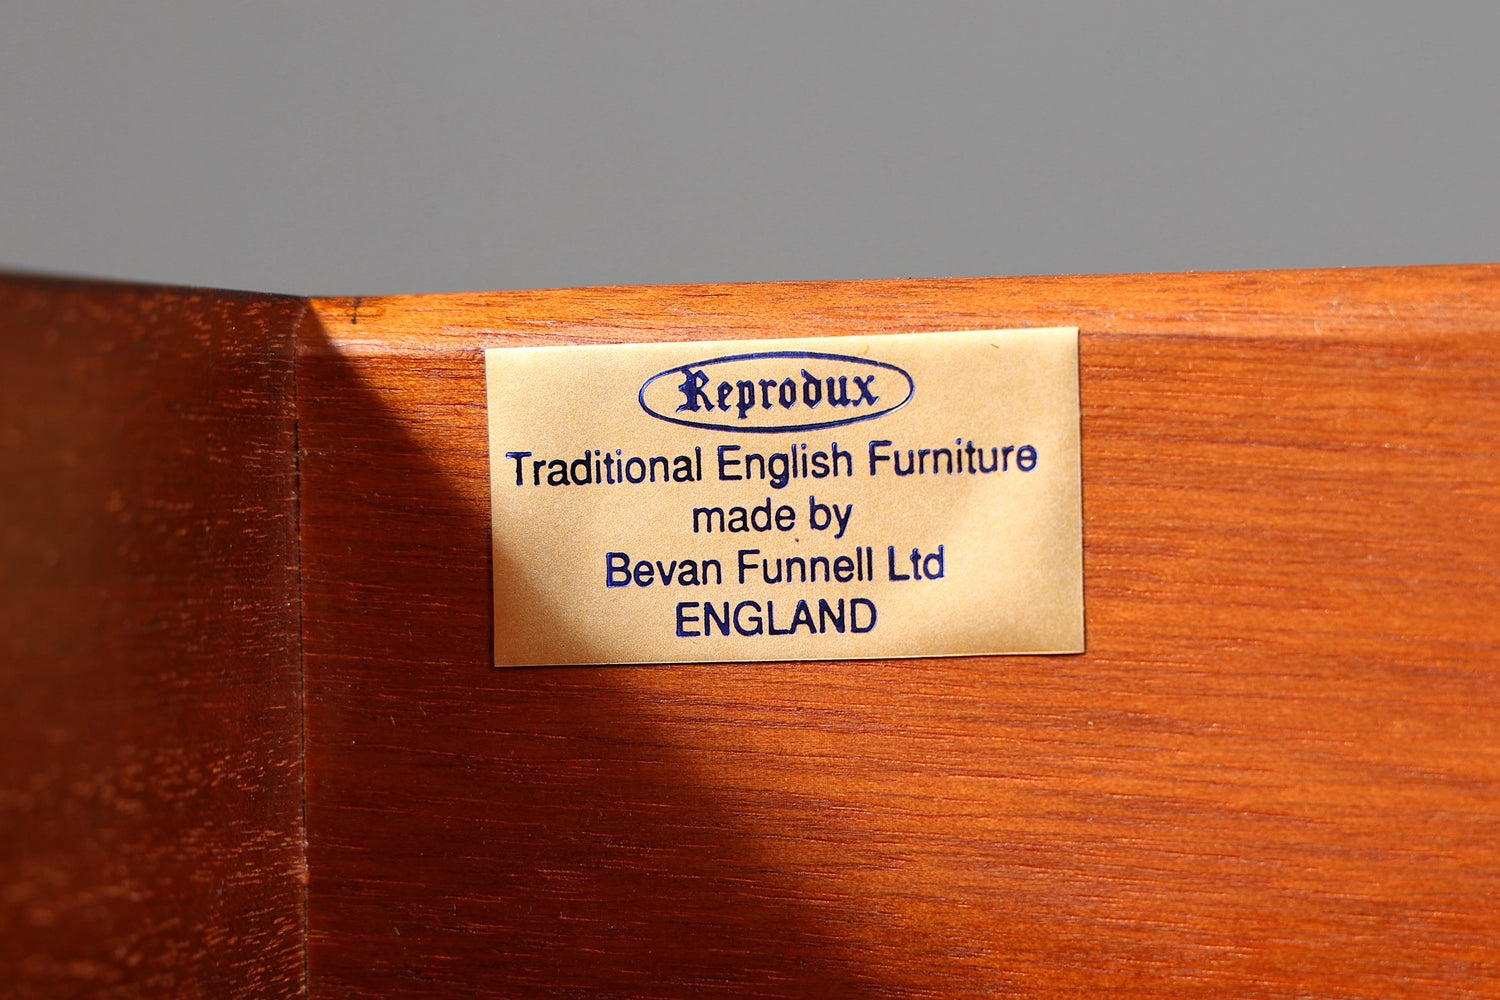 Reprodux
Traditional English Furniture
made by
Bevan Funnell Ltd
ENGLAND